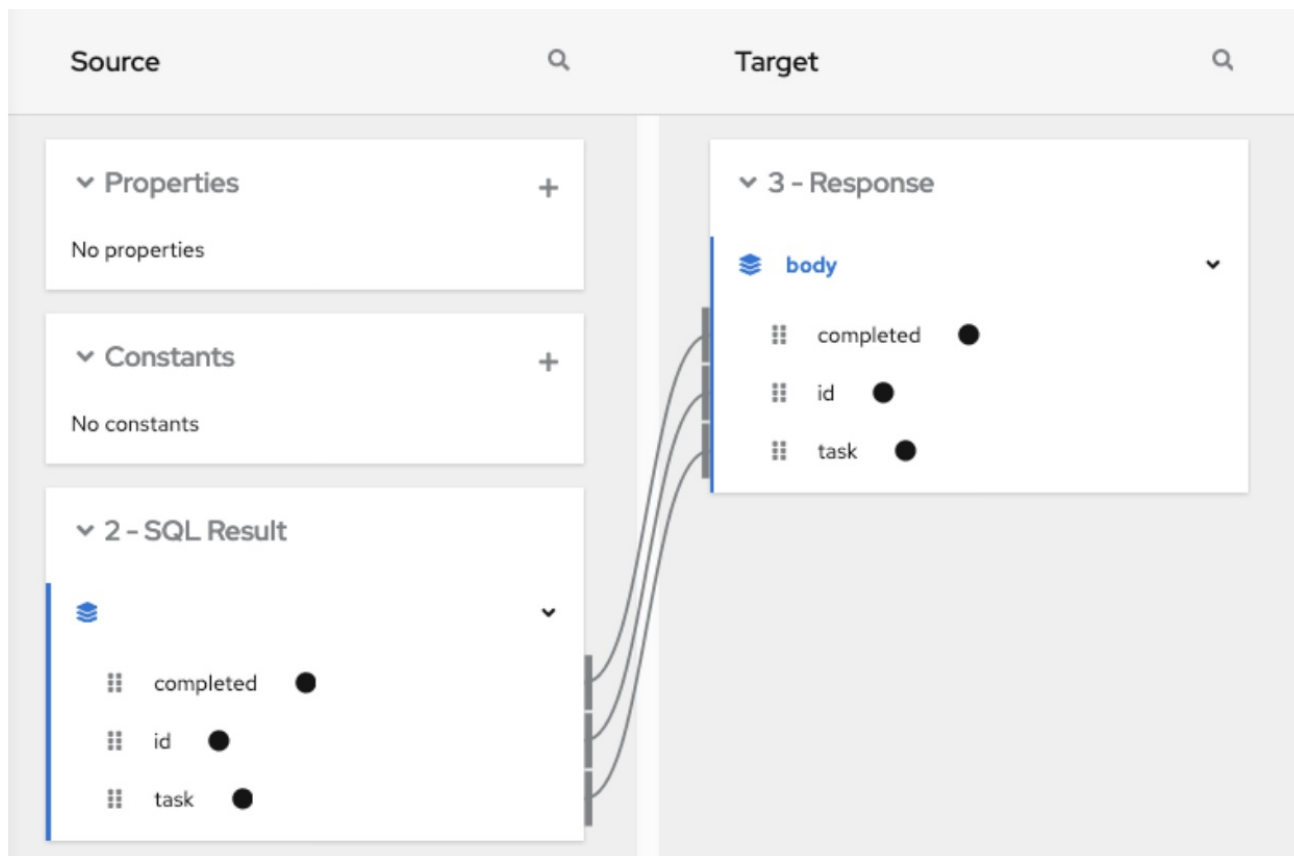 Source
Properties
No properties
Constants
No constants
2 - SQL Result
completed
id
task
Target
3 - Response
body
completed
id
task